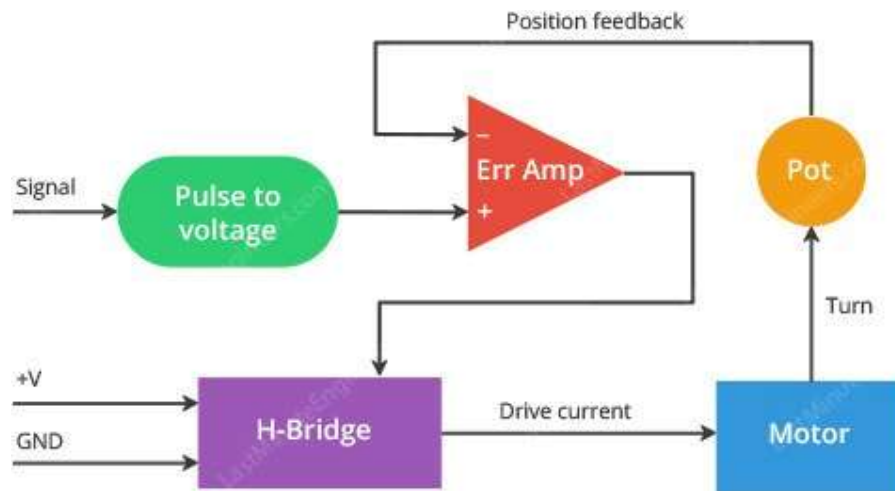 Position feedback
–
Err Amp
+
Pot
Signal
Pulse to
voltage
Turn
+V
GND
H-Bridge
Drive current
Motor